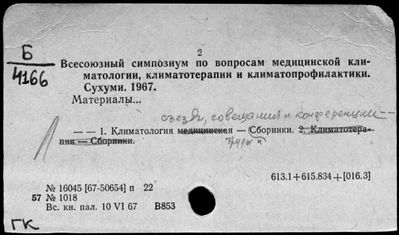 2
Б
4166
Всесоюзный симпозиум по вопросам медицинской кли-
матологии, климатотерапии и климатопрофилактики.
Сухуми. 1967.
Материалы...
съезды, совещания и конференции --
— — 1. Климатология медицинская — Сборники. 2. Климатотера-
пия — Сборники.
Труды и
613.1+615.834+[016.3]
№ 16045 [67-50654] п 22
57 № 1018
Вс. кн. пал. 10 VI 67 В853
ГК